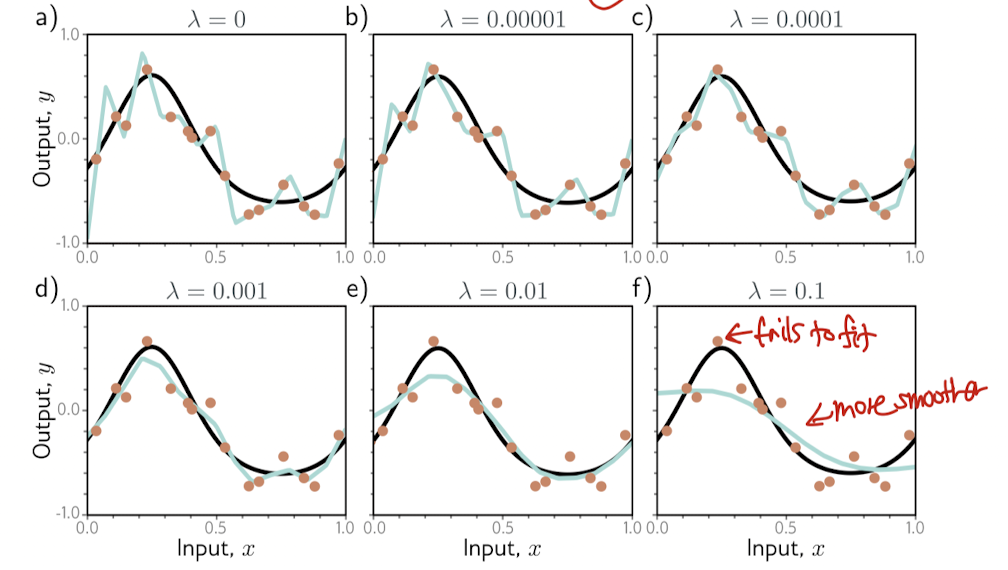 a) λ = 0
b) λ = 0.00001
c) λ = 0.0001
Output, y
1.0
0.0
-1.0
0.0 0.5 1.0
0.0 0.5 1.0
0.0 0.5 1.0
d) λ = 0.001
e) λ = 0.01
f) λ = 0.1
Output, y
1.0
0.0
-1.0
←fails to fit
←more smoother
0.0 0.5 1.0
0.0 0.5 1.0
0.0 0.5 1.0
Input, x
Input, x
Input, x